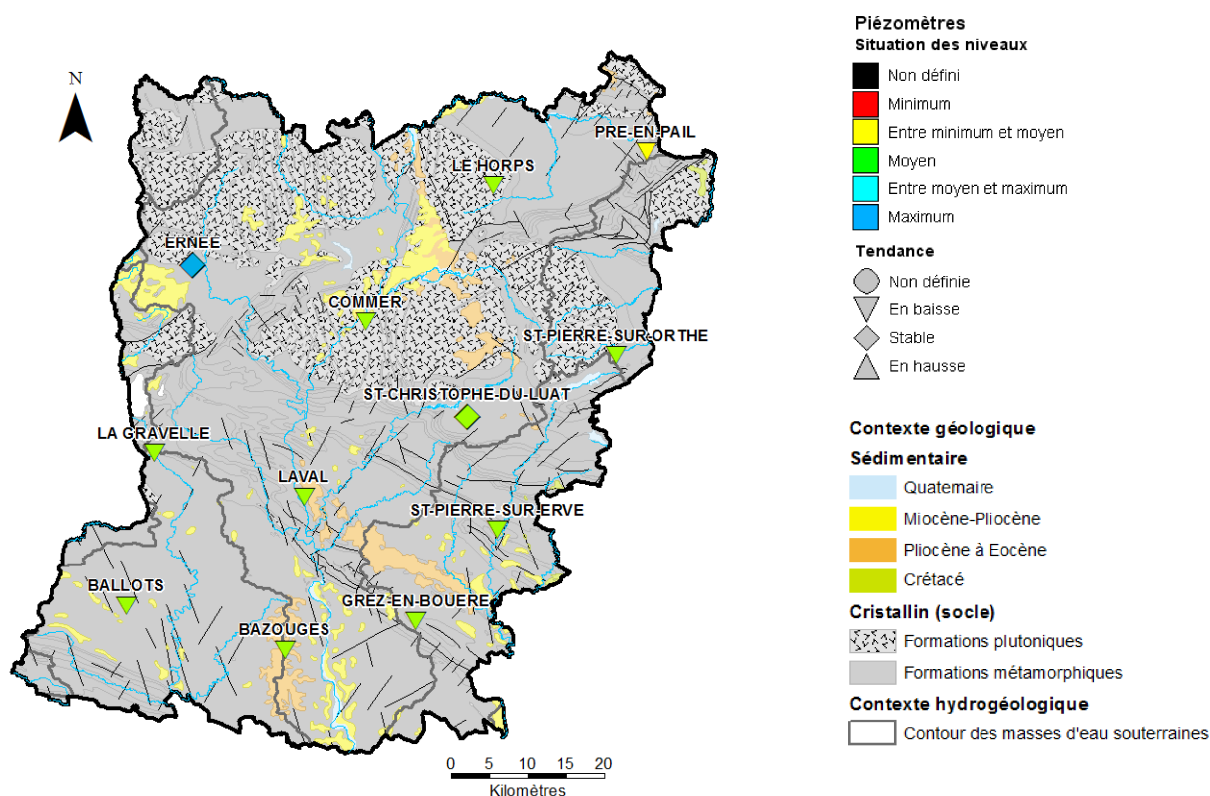 N
PRE-EN-PAIL
LE HORPS
ERNEE
COMMER
ST-PIERRE-SUR-ORTHE
ST-CHRISTOPHE-DU-LUAT
LA GRAVELLE
LAVAL
ST-PIERRE-SUR-ERVE
BALLOTS
GREZ-EN-BOUERE
BAZOUGES
0 5 10 15 20
Kilomètres
Piézomètres
Situation des niveaux
Non défini
Minimum
Entre minimum et moyen
Moyen
Entre moyen et maximum
Maximum
Tendance
Non définie
En baisse
Stable
En hausse
Contexte géologique
Sédimentaire
Quaternaire
Miocène-Pliocène
Pliocène à Eocène
Crétacé
Cristallin (socle)
Formations plutoniques
Formations métamorphiques
Contexte hydrogéologique
Contour des masses d'eau souterraines